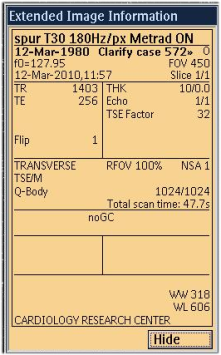 Extended Image Information
spur T30 180Hz/px Metrad ON
12-Mar-1980 Clarify case 572» O
f0=127.95 FOV 450
12-Mar-2010,11:57 Slice 1/1
TR 1403 THK 10/0.0
TE 256 Echo 1/1
TSE Factor 32
Flip 1
TRANSVERSE RFOV 100% NSA 1
TSE/M
Q-Body 1024/1024
Total scan time: 47.7s
noGC
WW 318
WL 606
CARDIOLOGY RESEARCH CENTER
Hide